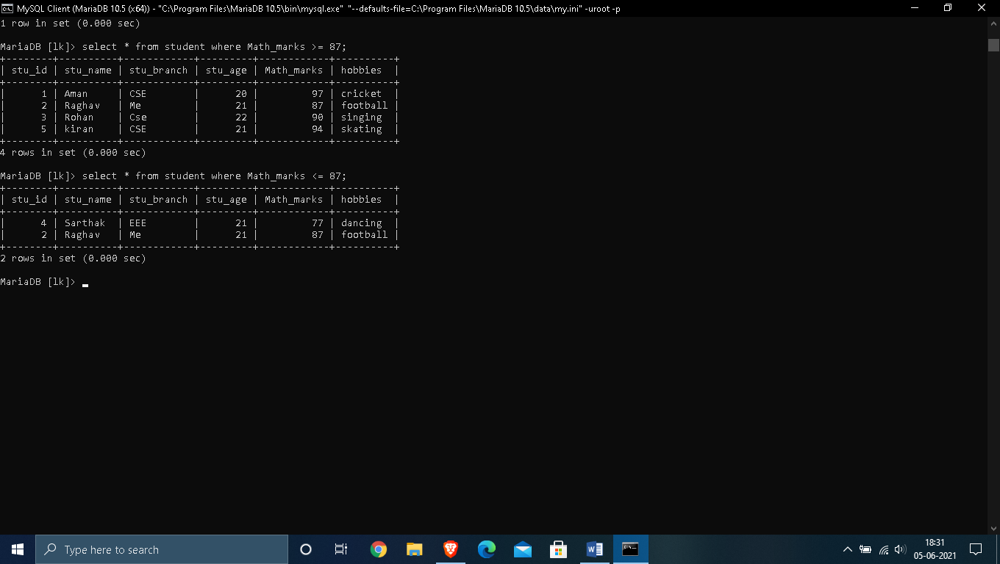 MySQL Client (MariaDB 10.5 (x64)) - "C:\Program Files\MariaDB 10.5\bin\mysql.exe"  "--defaults-file=C:\Program Files\MariaDB 10.5\data\my.ini" -uroot -p
1 row in set (0.000 sec)
MariaDB [lk]> select * from student where Math_marks >= 87;
+--------+----------+------------+---------+------------+----------+
| stu_id | stu_name | stu_branch | stu_age | Math_marks | hobbies  |
+--------+----------+------------+---------+------------+----------+
|      1 | Aman     | CSE        |      20 |         97 | cricket  |
|      2 | Raghav   | Me         |      21 |         87 | football |
|      3 | Rohan    | Cse        |      22 |         90 | singing  |
|      5 | kiran    | CSE        |      21 |         94 | skating  |
+--------+----------+------------+---------+------------+----------+
4 rows in set (0.000 sec)
MariaDB [lk]> select * from student where Math_marks <= 87;
+--------+----------+------------+---------+------------+----------+
| stu_id | stu_name | stu_branch | stu_age | Math_marks | hobbies  |
+--------+----------+------------+---------+------------+----------+
|      4 | Sarthak  | EEE        |      21 |         77 | dancing  |
|      2 | Raghav   | Me         |      21 |         87 | football |
+--------+----------+------------+---------+------------+----------+
2 rows in set (0.000 sec)
MariaDB [lk]> _
Type here to search
18:31
05-06-2021